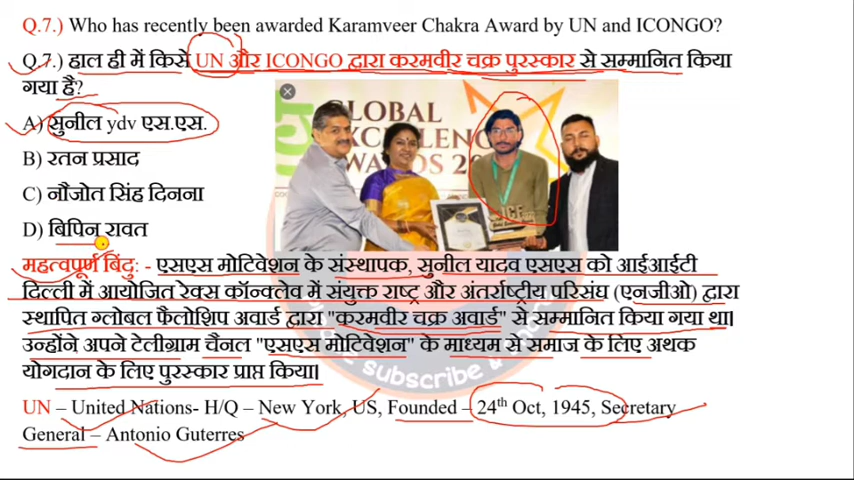 Q.7.) Who has recently been awarded Karamveer Chakra Award by UN and ICONGO?
Q.7.) हाल ही में किसे UN और ICONGO द्वारा करमवीर चक्र पुरस्कार से सम्मानित किया
गया है?
A) सुनील ydv एस.एस.
B) रतन प्रसाद
C) नौजोत सिंह दिनना
D) बिपिन रावत
GLOBAL
EXCELLENC
AWARDS 20
महत्वपूर्ण बिंदु: - एसएस मोटिवेशन के संस्थापक, सुनील यादव एसएस को आईआईटी
दिल्ली में आयोजित रेक्स कॉन्क्लेव में संयुक्त राष्ट्र और अंतर्राष्ट्रीय परिसंघ (एनजीओ) द्वारा
स्थापित ग्लोबल फैलोशिप अवार्ड द्वारा "करमवीर चक्र अवार्ड" से सम्मानित किया गया था।
उन्होंने अपने टेलीग्राम चैनल "एसएस मोटिवेशन" के माध्यम से समाज के लिए अथक
योगदान के लिए पुरस्कार प्राप्त किया।
subscribe
UN – United Nations- H/Q – New York, US, Founded – 24th Oct, 1945, Secretary
General – Antonio Guterres